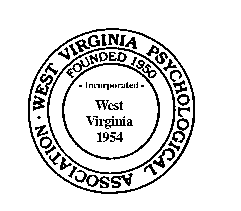 WEST VIRGINIA PSYCHOLOGICAL ASSOCIATION ·
FOUNDED 1950
- Incorporated -
West
Virginia
1954